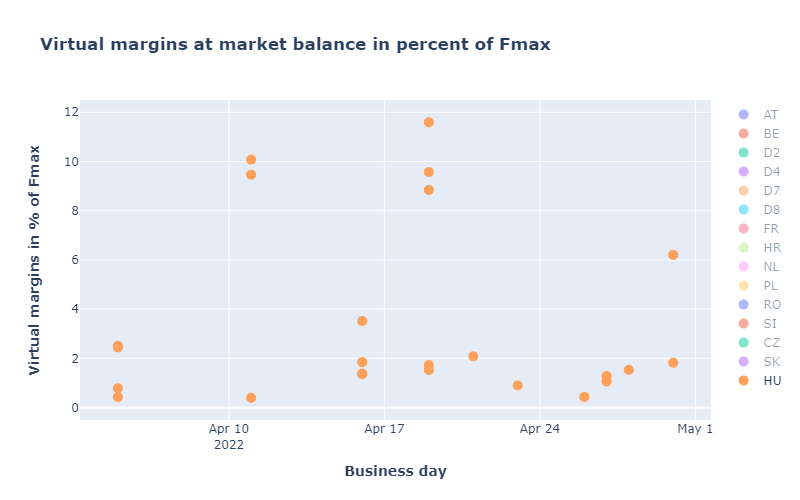 Virtual margins at market balance in percent of Fmax
Virtual margins in % of Fmax
12
10
8
6
4
2
0
Apr 10
2022
Apr 17
Apr 24
May 1
Business day
AT
BE
D2
D4
D7
D8
FR
HR
NL
PL
RO
SI
CZ
SK
HU